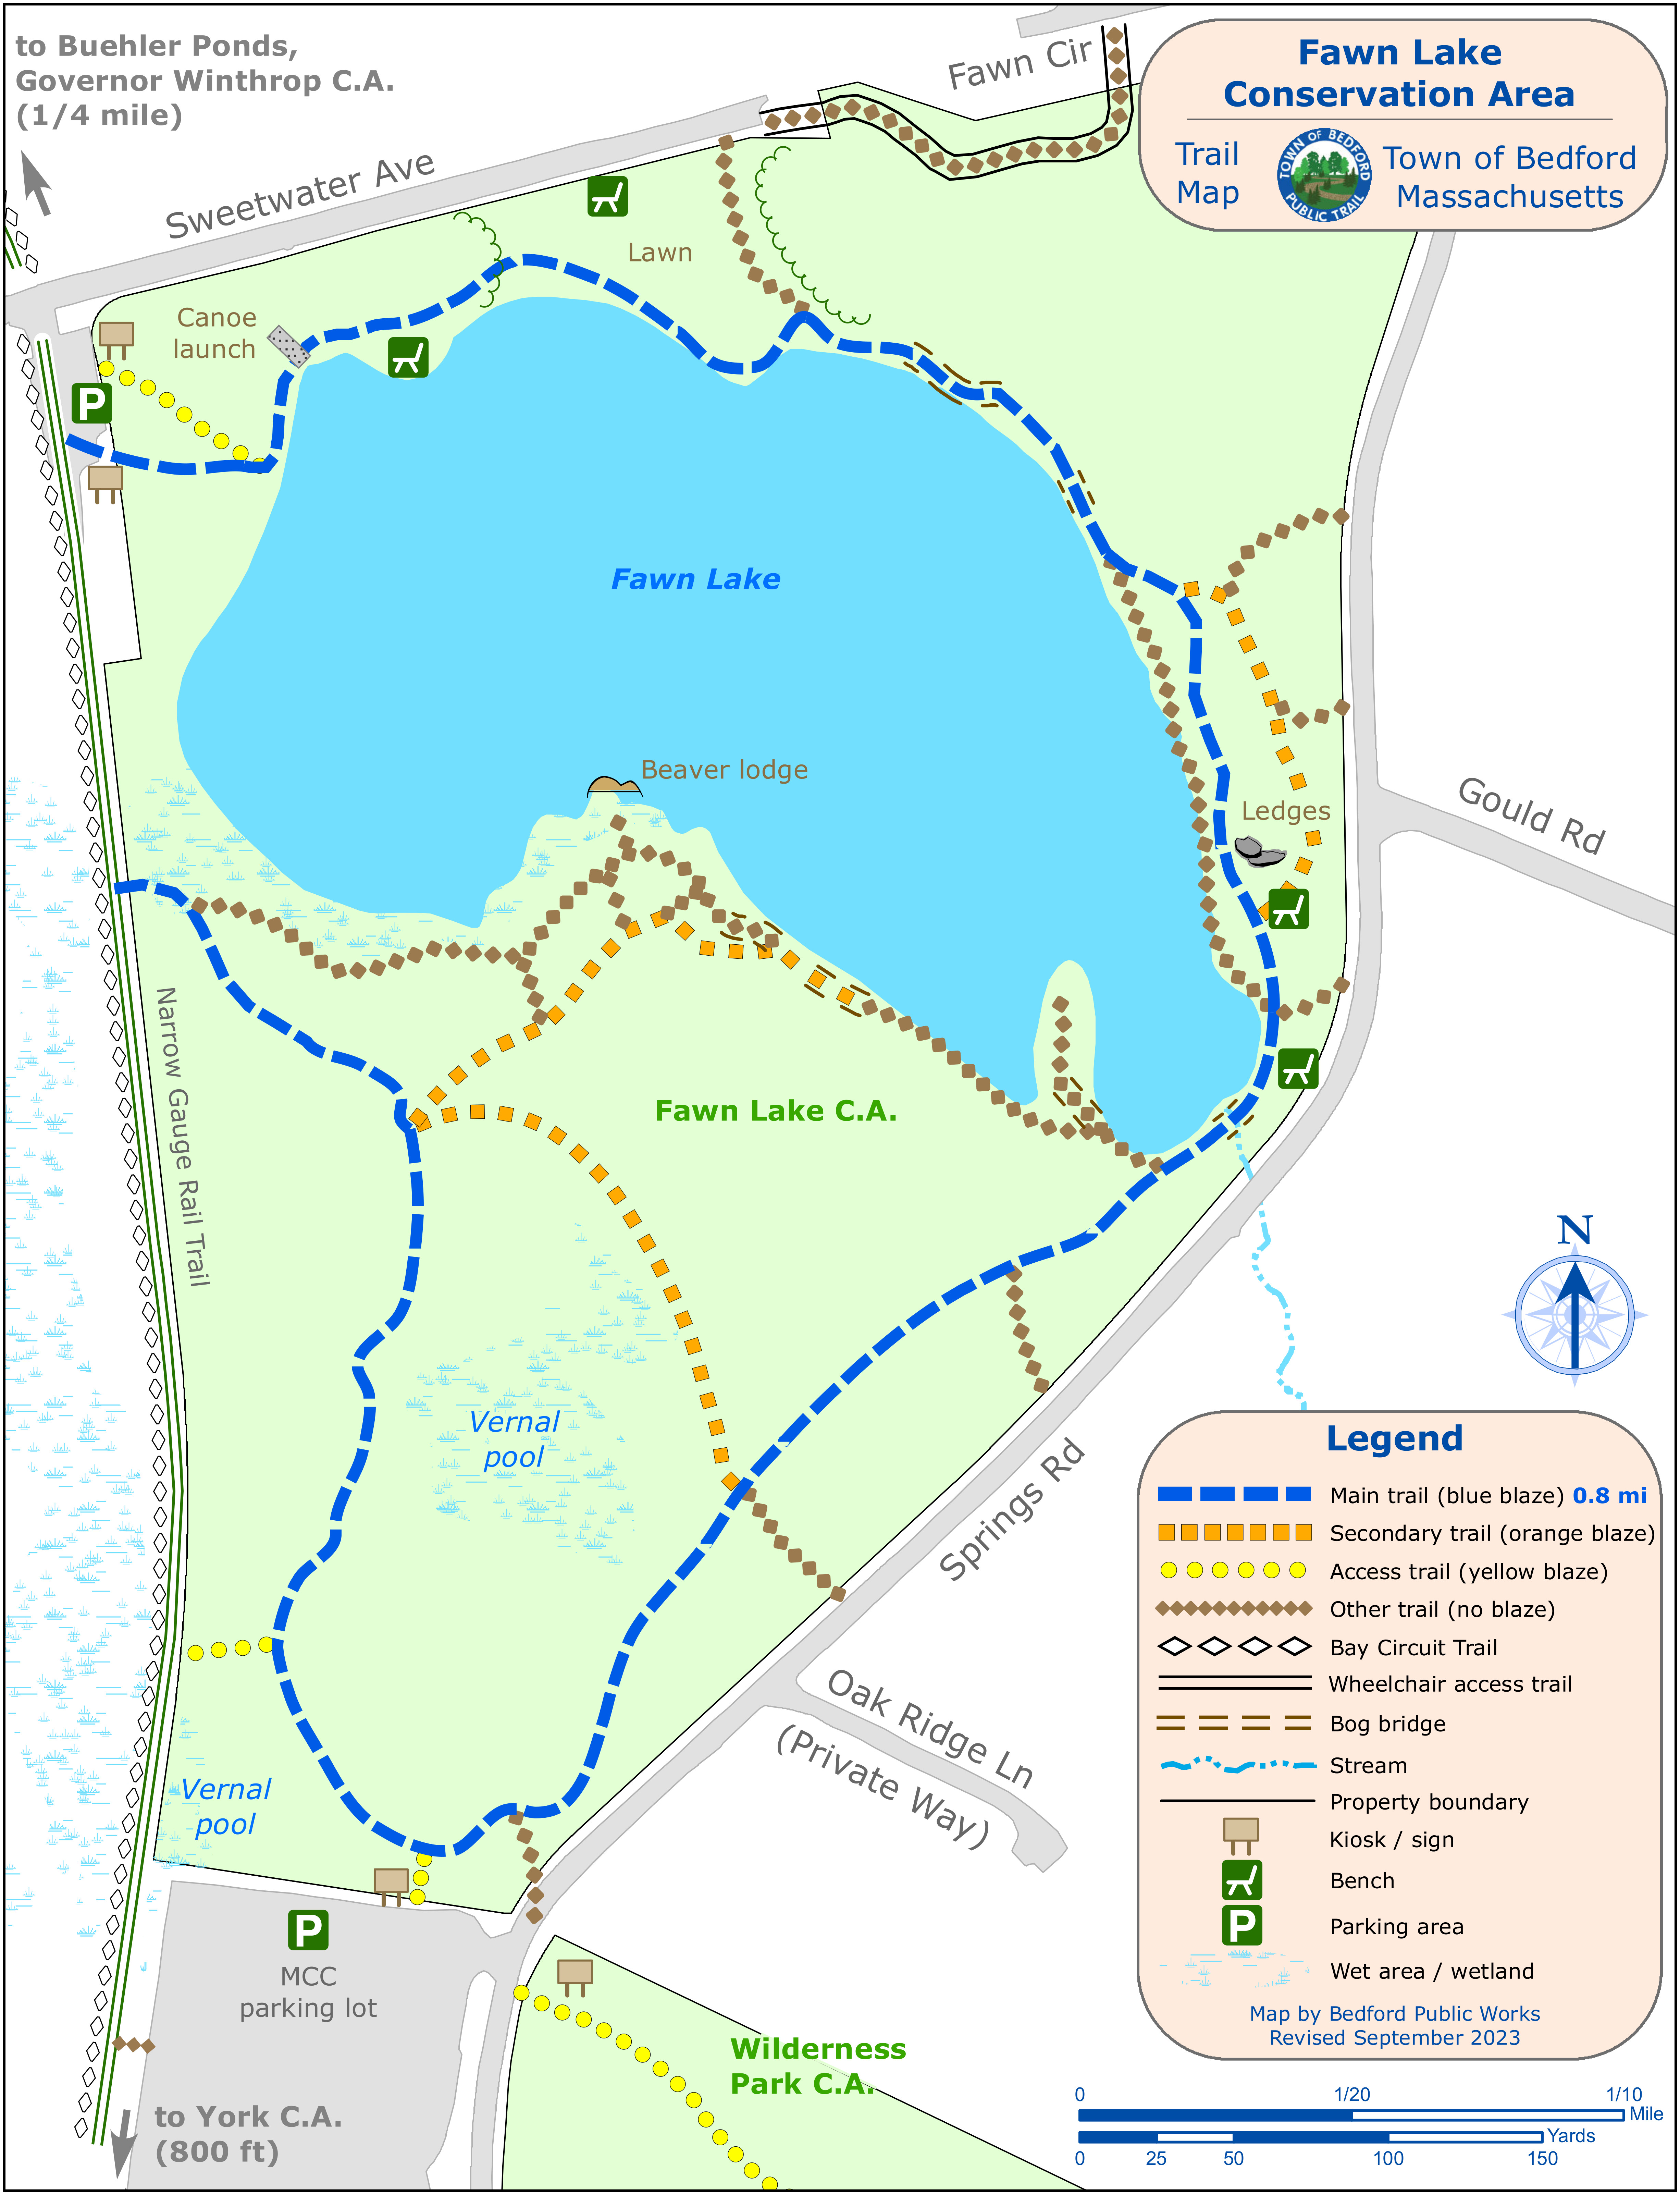 to Buehler Ponds,
Governor Winthrop C.A.
(1/4 mile)
Sweetwater Ave
Fawn Cir
Fawn Lake
Conservation Area
Trail
Map
TOWN OF BEDFORD
PUBLIC TRAIL
Town of Bedford
Massachusetts
Lawn
Canoe
launch
P
Fawn Lake
Beaver lodge
Ledges
Gould Rd
Narrow Gauge Rail Trail
Fawn Lake C.A.
N
Vernal
pool
Springs Rd
Oak Ridge Ln
(Private Way)
Vernal
pool
P
MCC
parking lot
Wilderness
Park C.A.
to York C.A.
(800 ft)
Legend
Main trail (blue blaze) 0.8 mi
Secondary trail (orange blaze)
Access trail (yellow blaze)
Other trail (no blaze)
Bay Circuit Trail
Wheelchair access trail
Bog bridge
Stream
Property boundary
Kiosk / sign
Bench
P Parking area
Wet area / wetland
Map by Bedford Public Works
Revised September 2023
0 1/20 1/10
Mile
Yards
0 25 50 100 150